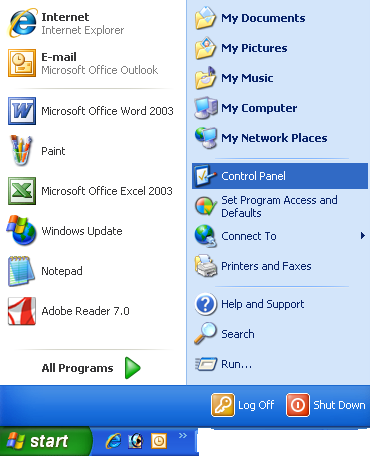 Internet
Internet Explorer
E-mail
Microsoft Office Outlook
Microsoft Office Word 2003
Paint
Microsoft Office Excel 2003
Windows Update
Notepad
Adobe Reader 7.0
All Programs
My Documents
My Pictures
My Music
My Computer
My Network Places
Control Panel
Set Program Access and
Defaults
Connect To
Printers and Faxes
Help and Support
Search
Run...
Log Off
Shut Down
start